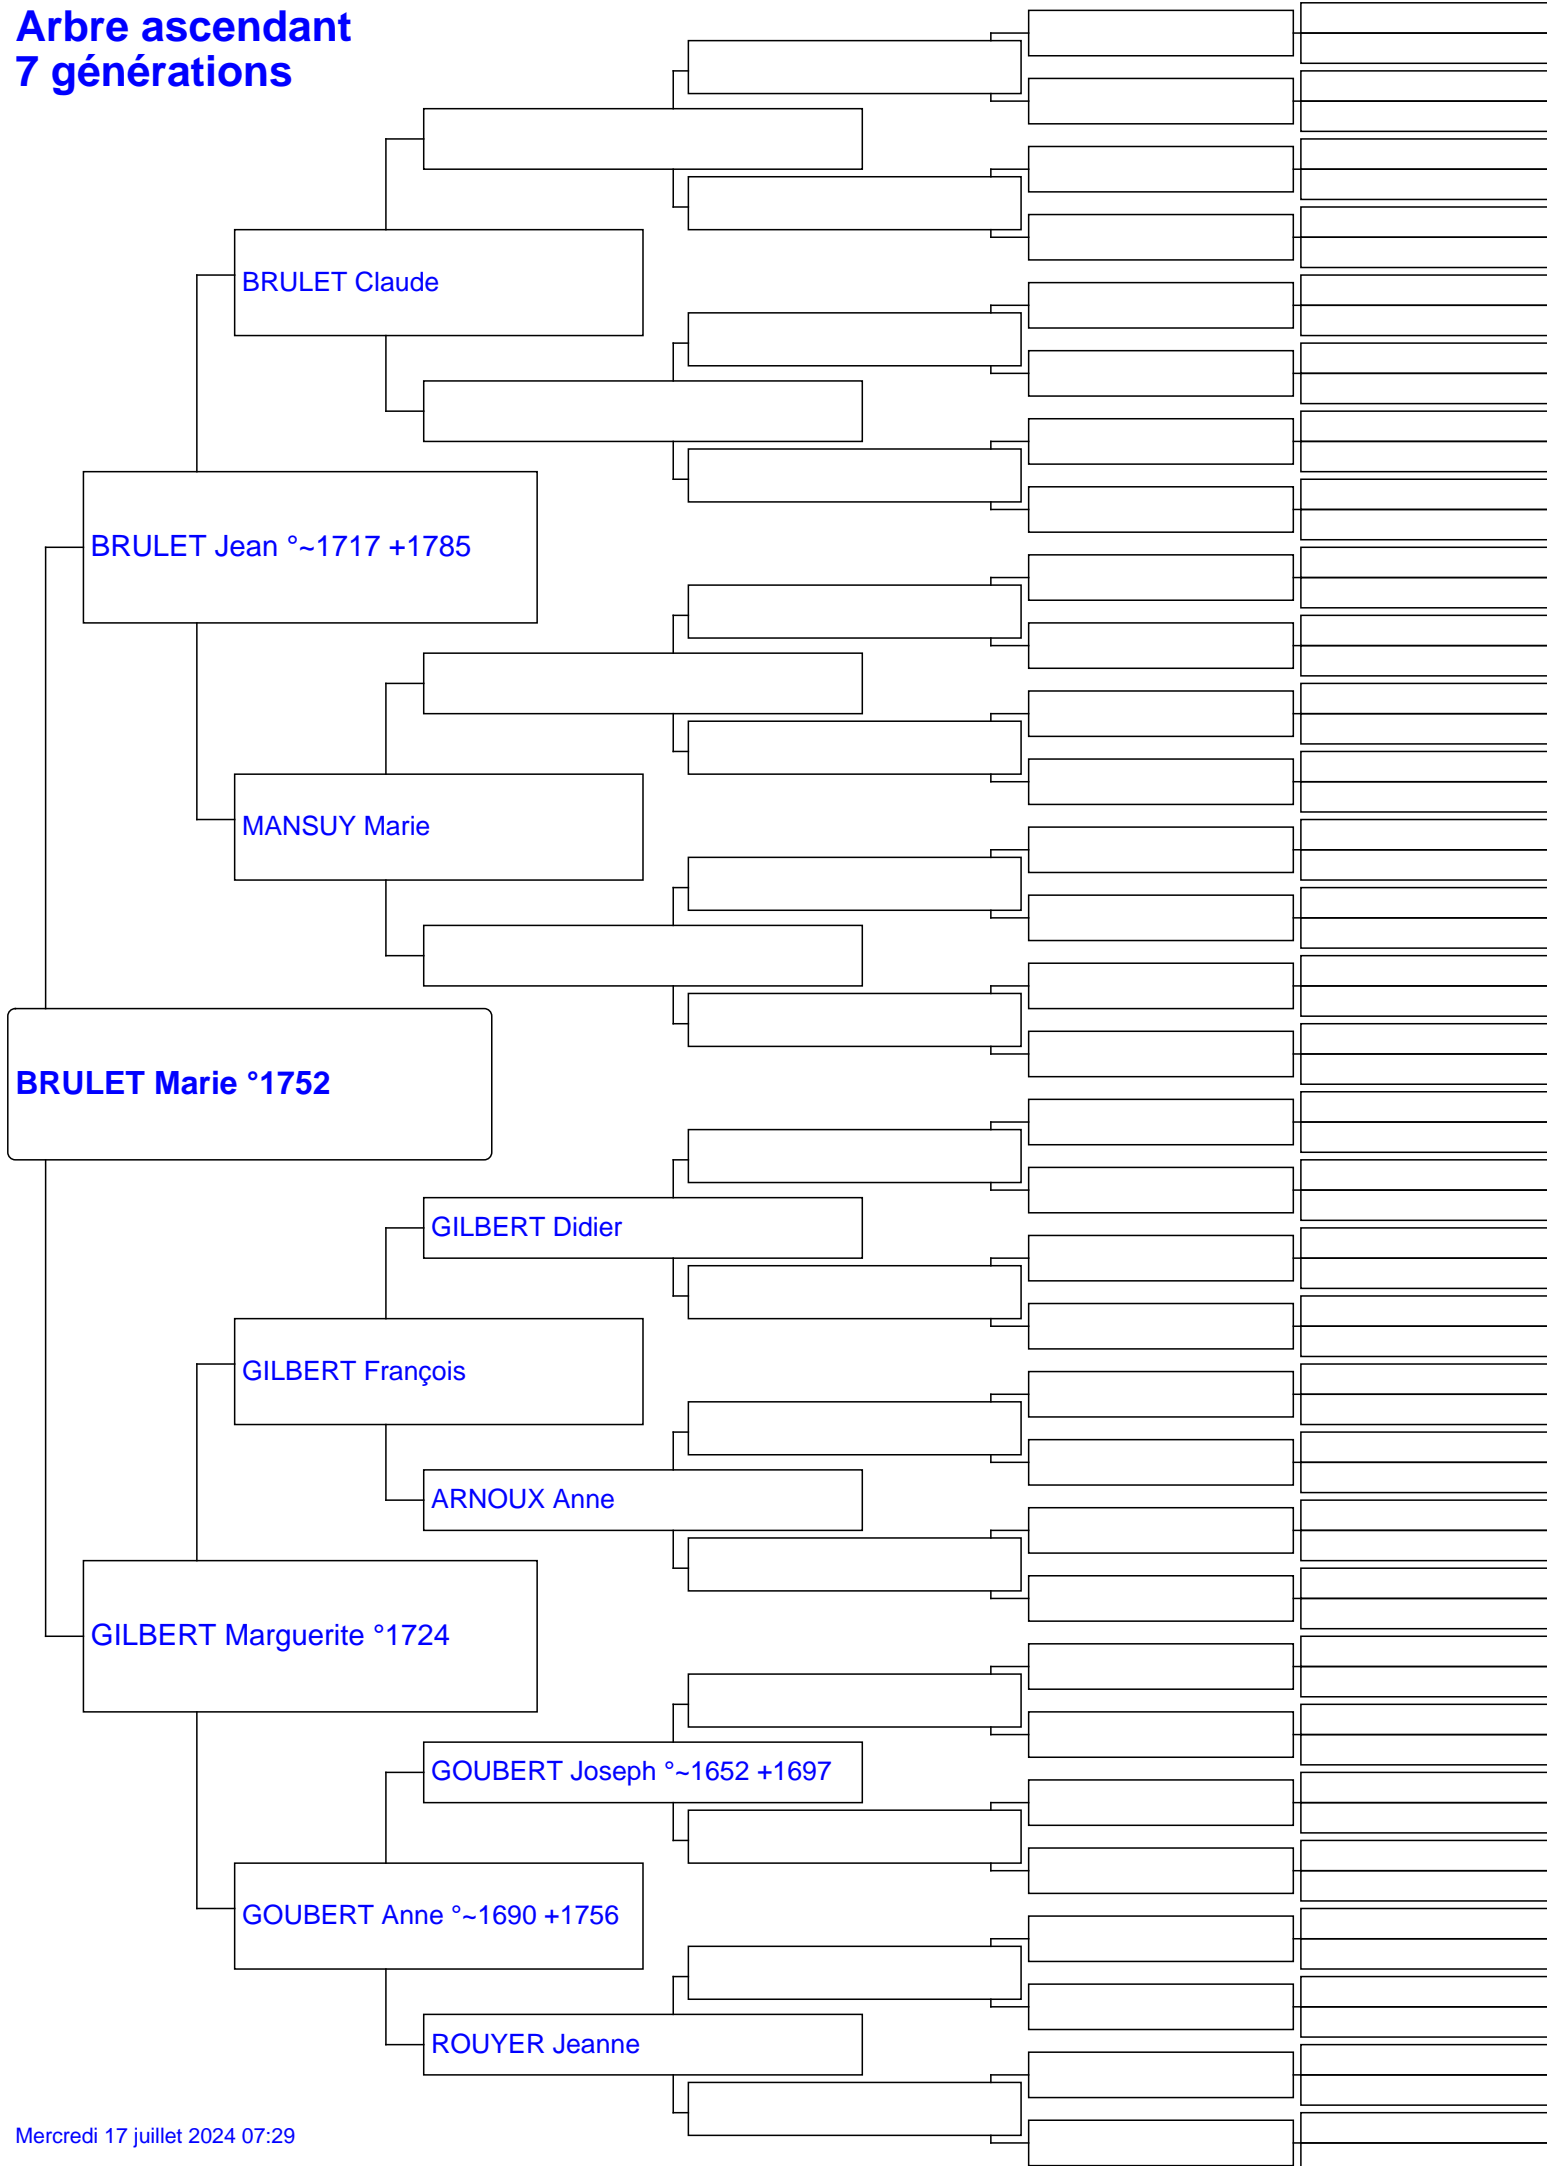 Arbre ascendant
7 générations
BRULET Claude
BRULET Jean °~1717 +1785
MANSUY Marie
BRULET Marie °1752
GILBERT Didier
GILBERT François
ARNOUX Anne
GILBERT Marguerite °1724
GOUBERT Joseph °~1652 +1697
GOUBERT Anne °~1690 +1756
ROUYER Jeanne
Mercredi 17 juillet 2024 07:29